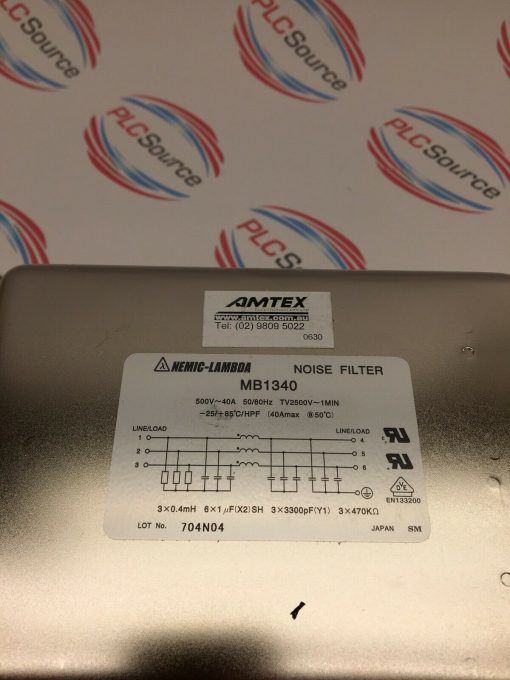 PLCSource
PLCSource
PLCSource
PLCSource
PLCSource
PLCSource
AMTEX
www.amtex.com.au
Tel: (02) 9809 5022
0630
NEMIC-LAMBDA NOISE FILTER
MB1340
500V~40A 50/60Hz TV2500V~1MIN
-25/+85℃/HPF (40Amax @50℃)
LINE/LOAD LINE/LOAD
1 4
2 5
3 6
EN133200
3×0.4mH 6×1μF(X2)SH 3×3300pF(Y1) 3×470KΩ
LOT No. 704N04 JAPAN SM